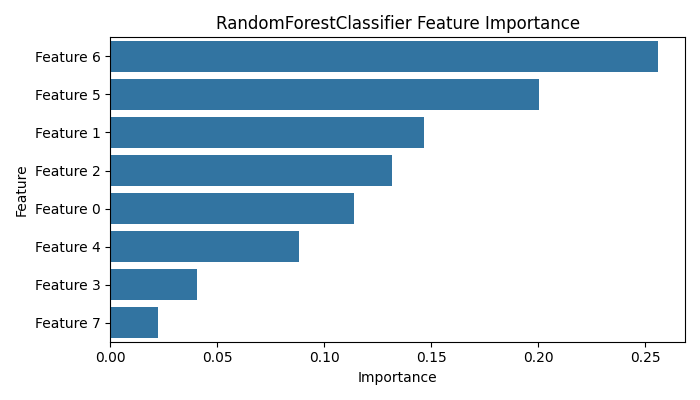 RandomForestClassifier Feature Importance
Feature 6
Feature 5
Feature 1
Feature 2
Feature 0
Feature 4
Feature 3
Feature 7
Feature
0.00 0.05 0.10 0.15 0.20 0.25
Importance